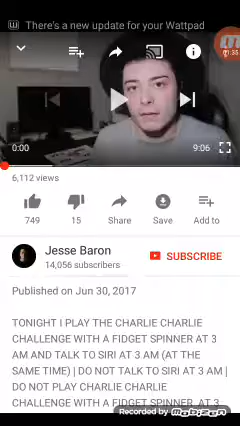 There's a new update for your Wattpad
1:35
0:00
9:06
6,112 views
749
15
Share
Save
Add to
Jesse Baron
14,056 subscribers
SUBSCRIBE
Published on Jun 30, 2017
TONIGHT I PLAY THE CHARLIE CHARLIE
CHALLENGE WITH A FIDGET SPINNER AT 3
AM AND TALK TO SIRI AT 3 AM (AT THE
SAME TIME) | DO NOT TALK TO SIRI AT 3 AM |
DO NOT PLAY CHARLIE CHARLIE
CHALLENGE WITH A FIDGET SPINNER AT 3
Recorded by MOBIZEN